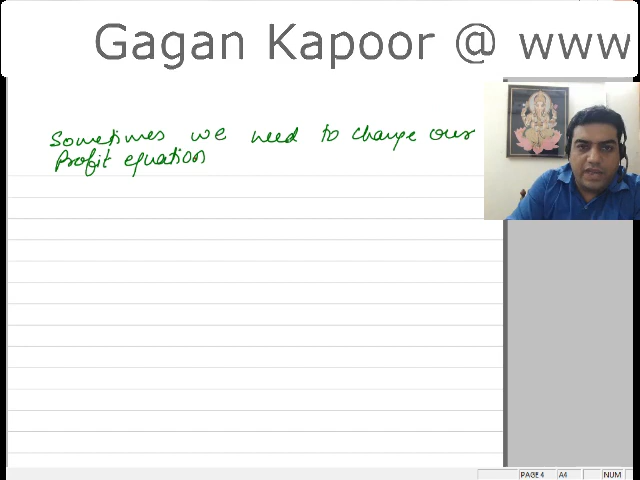 Gagan Kapoor @ www
Sometimes we need to change our
Profit equation
PAGE 4 A4 NUM